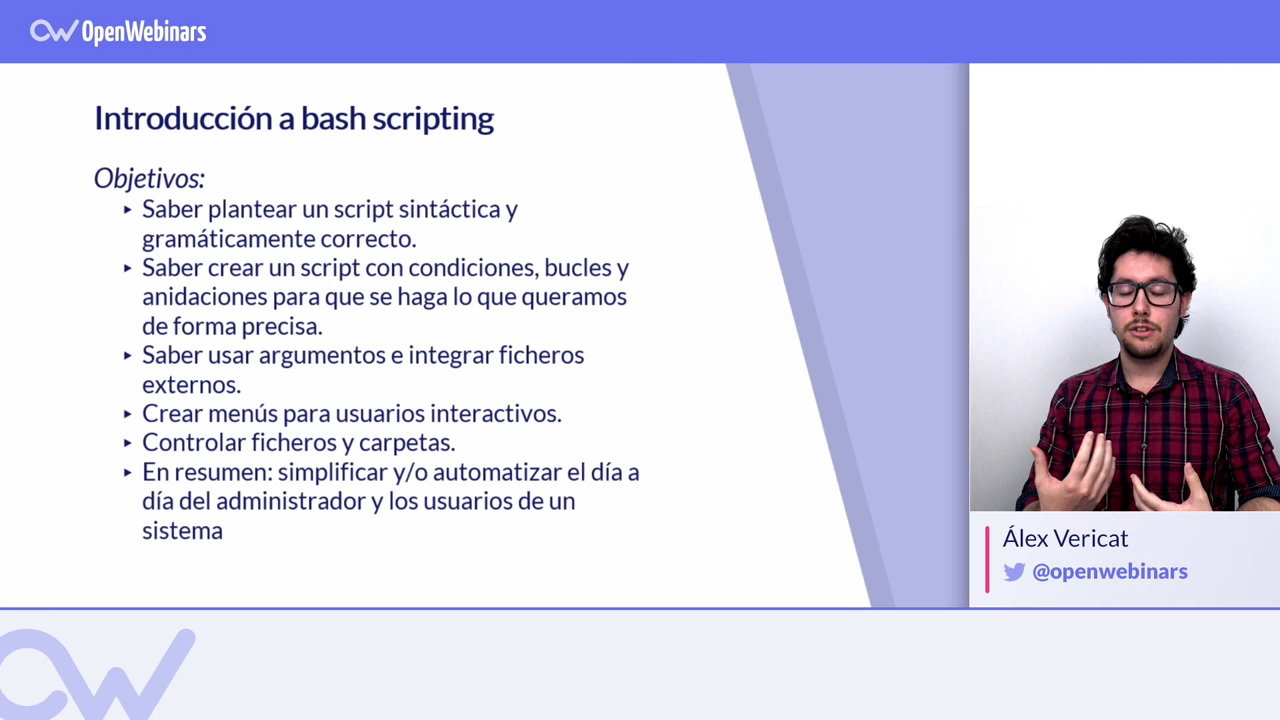 OpenWebinars
Introducción a bash scripting
Objetivos:
‣ Saber plantear un script sintáctica y
gramáticamente correcto.
‣ Saber crear un script con condiciones, bucles y
anidaciones para que se haga lo que queramos
de forma precisa.
‣ Saber usar argumentos e integrar ficheros
externos.
‣ Crear menús para usuarios interactivos.
‣ Controlar ficheros y carpetas.
‣ En resumen: simplificar y/o automatizar el día a
día del administrador y los usuarios de un
sistema
Álex Vericat
@openwebinars